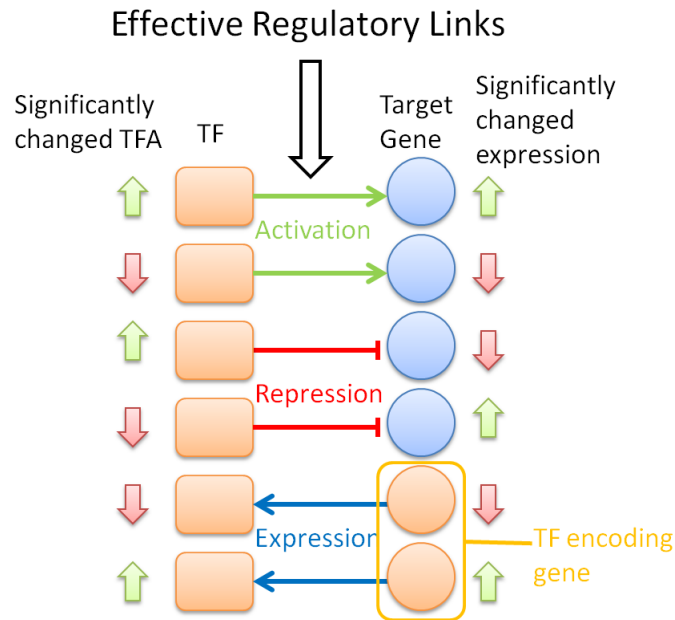 Effective Regulatory Links
Significantly
changed TFA
TF
Target
Gene
Significantly
changed
expression
Activation
Repression
Expression
TF encoding
gene